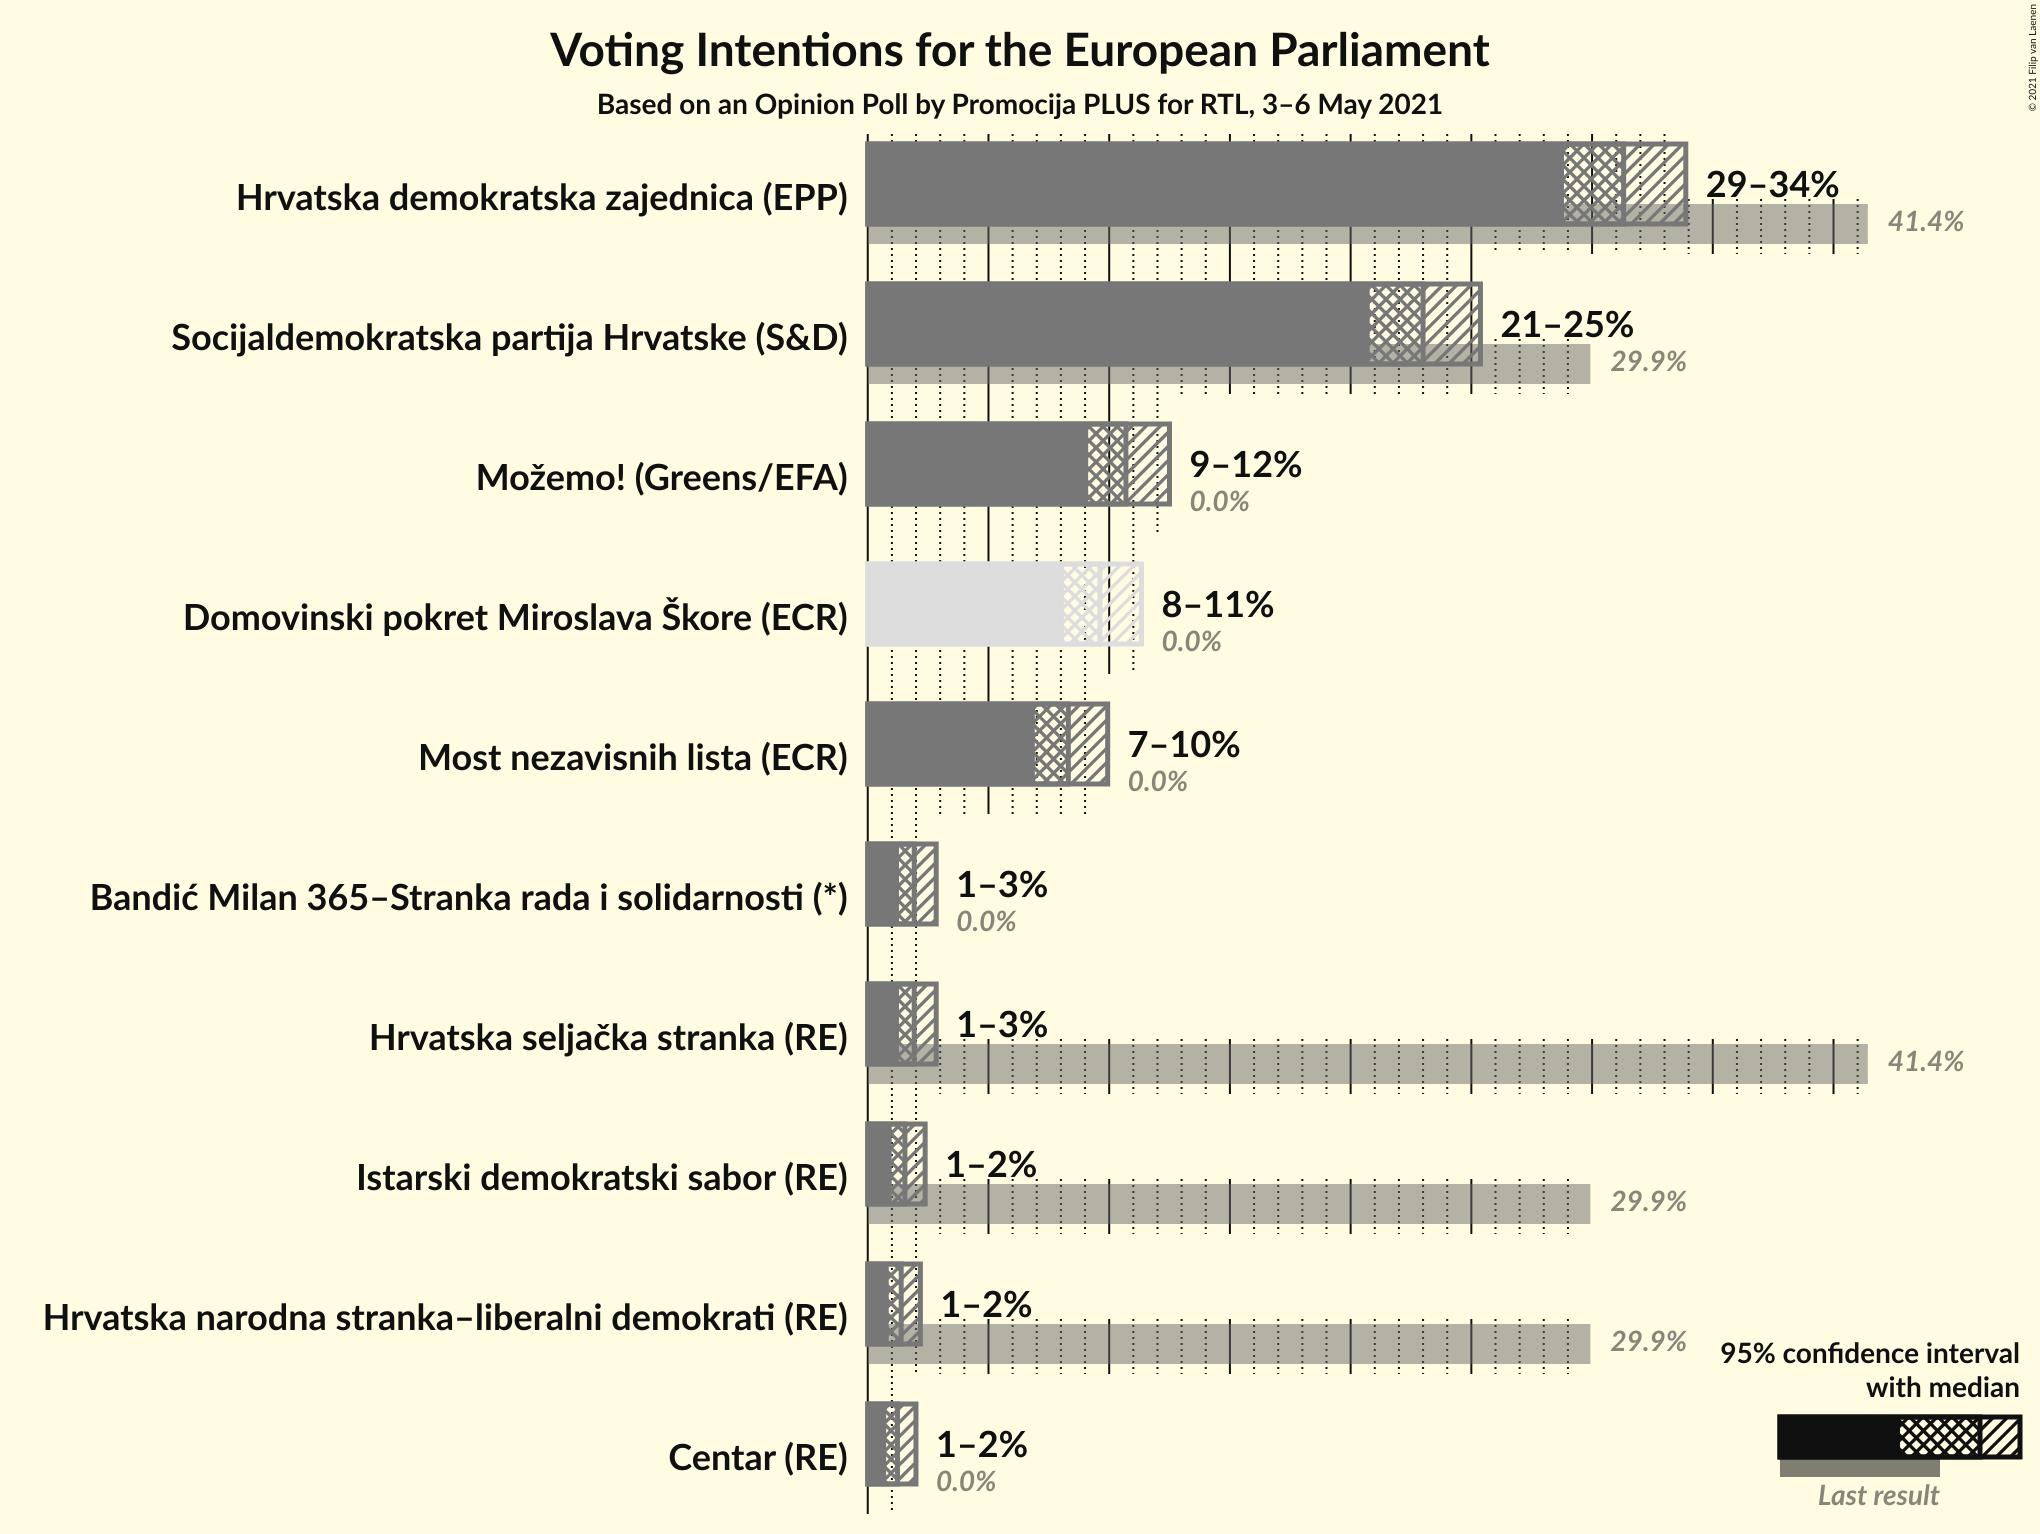 Voting Intentions for the European Parliament
Based on an Opinion Poll by Promocija PLUS for RTL, 3–6 May 2021
© 2021 Filip van Laenen
Hrvatska demokratska zajednica (EPP)
29–34%
41.4%
Socijaldemokratska partija Hrvatske (S&D)
21–25%
29.9%
Možemo! (Greens/EFA)
9–12%
0.0%
Domovinski pokret Miroslava Škore (ECR)
8–11%
0.0%
Most nezavisnih lista (ECR)
7–10%
0.0%
Bandić Milan 365–Stranka rada i solidarnosti (*)
1–3%
0.0%
Hrvatska seljačka stranka (RE)
1–3%
41.4%
Istarski demokratski sabor (RE)
1–2%
29.9%
Hrvatska narodna stranka–liberalni demokrati (RE)
1–2%
29.9%
Centar (RE)
1–2%
0.0%
95% confidence interval
with median
Last result